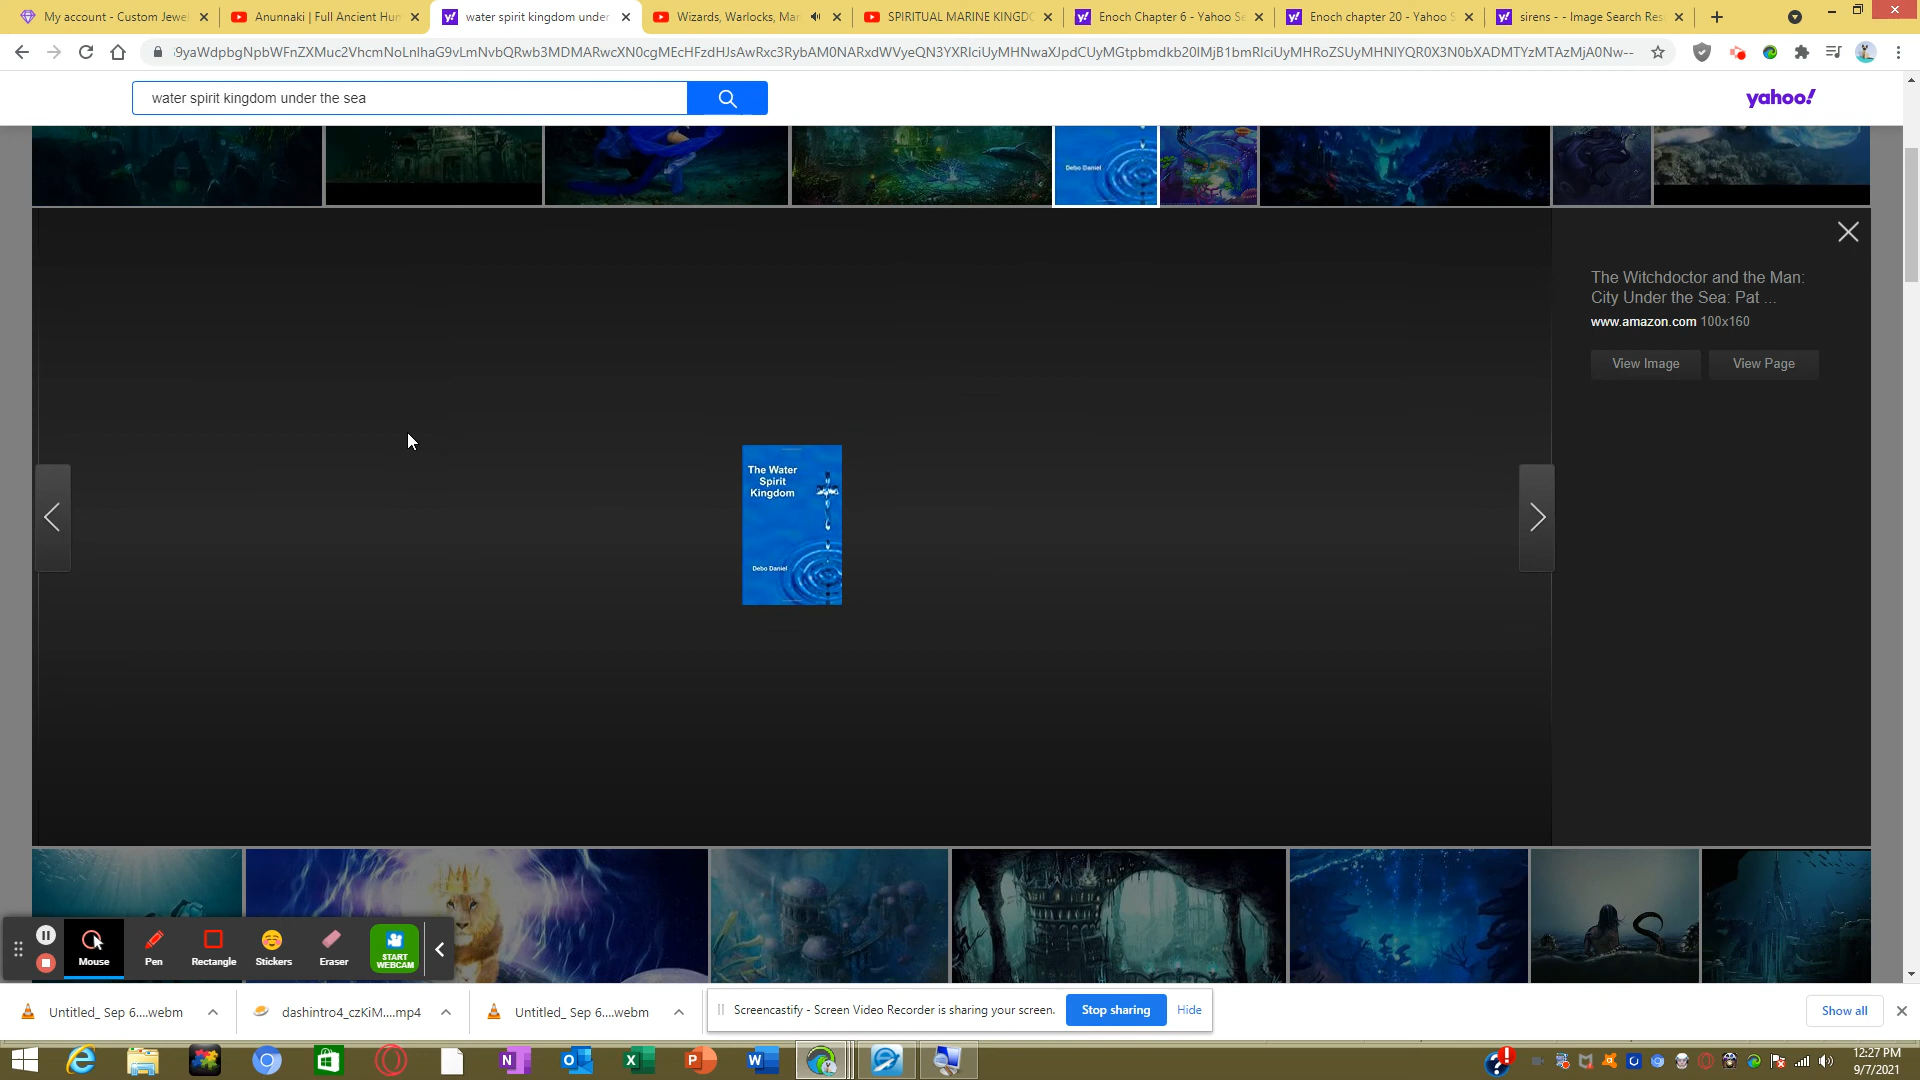 My account - Custom Jewel
Anunnaki | Full Ancient Hum
water spirit kingdom under
Wizards, Warlocks, Mar
SPIRITUAL MARINE KINGDO
Enoch Chapter 6 - Yahoo Se
Enoch chapter 20 - Yahoo S
sirens - - Image Search Res
water spirit kingdom under the sea
yahoo!
Debo Daniel
The Witchdoctor and the Man:
City Under the Sea: Pat ...
www.amazon.com 100x160
View Image
View Page
The Water
Spirit
Kingdom
Debo Daniel
Mouse
Pen
Rectangle
Stickers
Eraser
START
WEBCAM
Untitled_ Sep 6....webm
dashintro4_czKiM....mp4
Untitled_ Sep 6....webm
Screencastify - Screen Video Recorder is sharing your screen.
Stop sharing
Hide
Show all
12:27 PM
9/7/2021